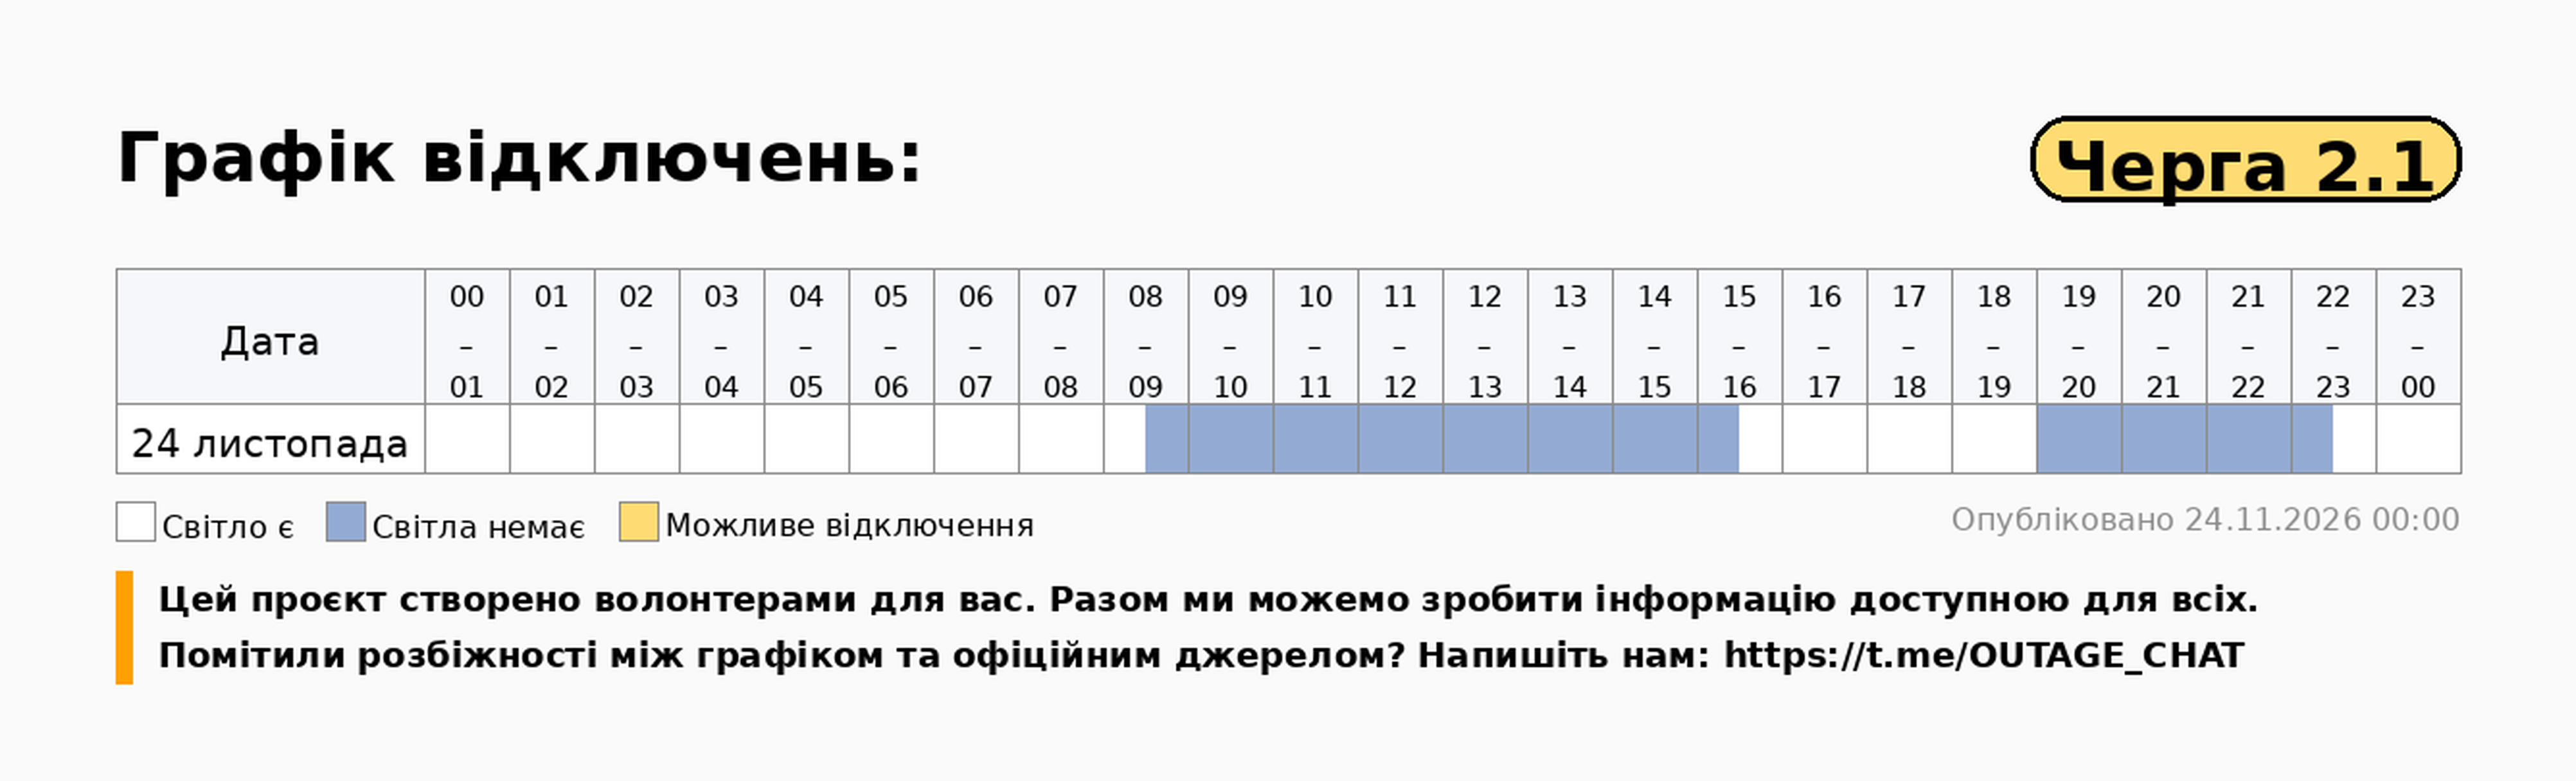 Графік відключень:
Черга 2.1
Дата
00 – 01
01 – 02
02 – 03
03 – 04
04 – 05
05 – 06
06 – 07
07 – 08
08 – 09
09 – 10
10 – 11
11 – 12
12 – 13
13 – 14
14 – 15
15 – 16
16 – 17
17 – 18
18 – 19
19 – 20
20 – 21
21 – 22
22 – 23
23 – 00
24 листопада
Світло є
Світла немає
Можливе відключення
Опубліковано 24.11.2026 00:00
Цей проєкт створено волонтерами для вас. Разом ми можемо зробити інформацію доступною для всіх.
Помітили розбіжності між графіком та офіційним джерелом? Напишіть нам: https://t.me/OUTAGE_CHAT